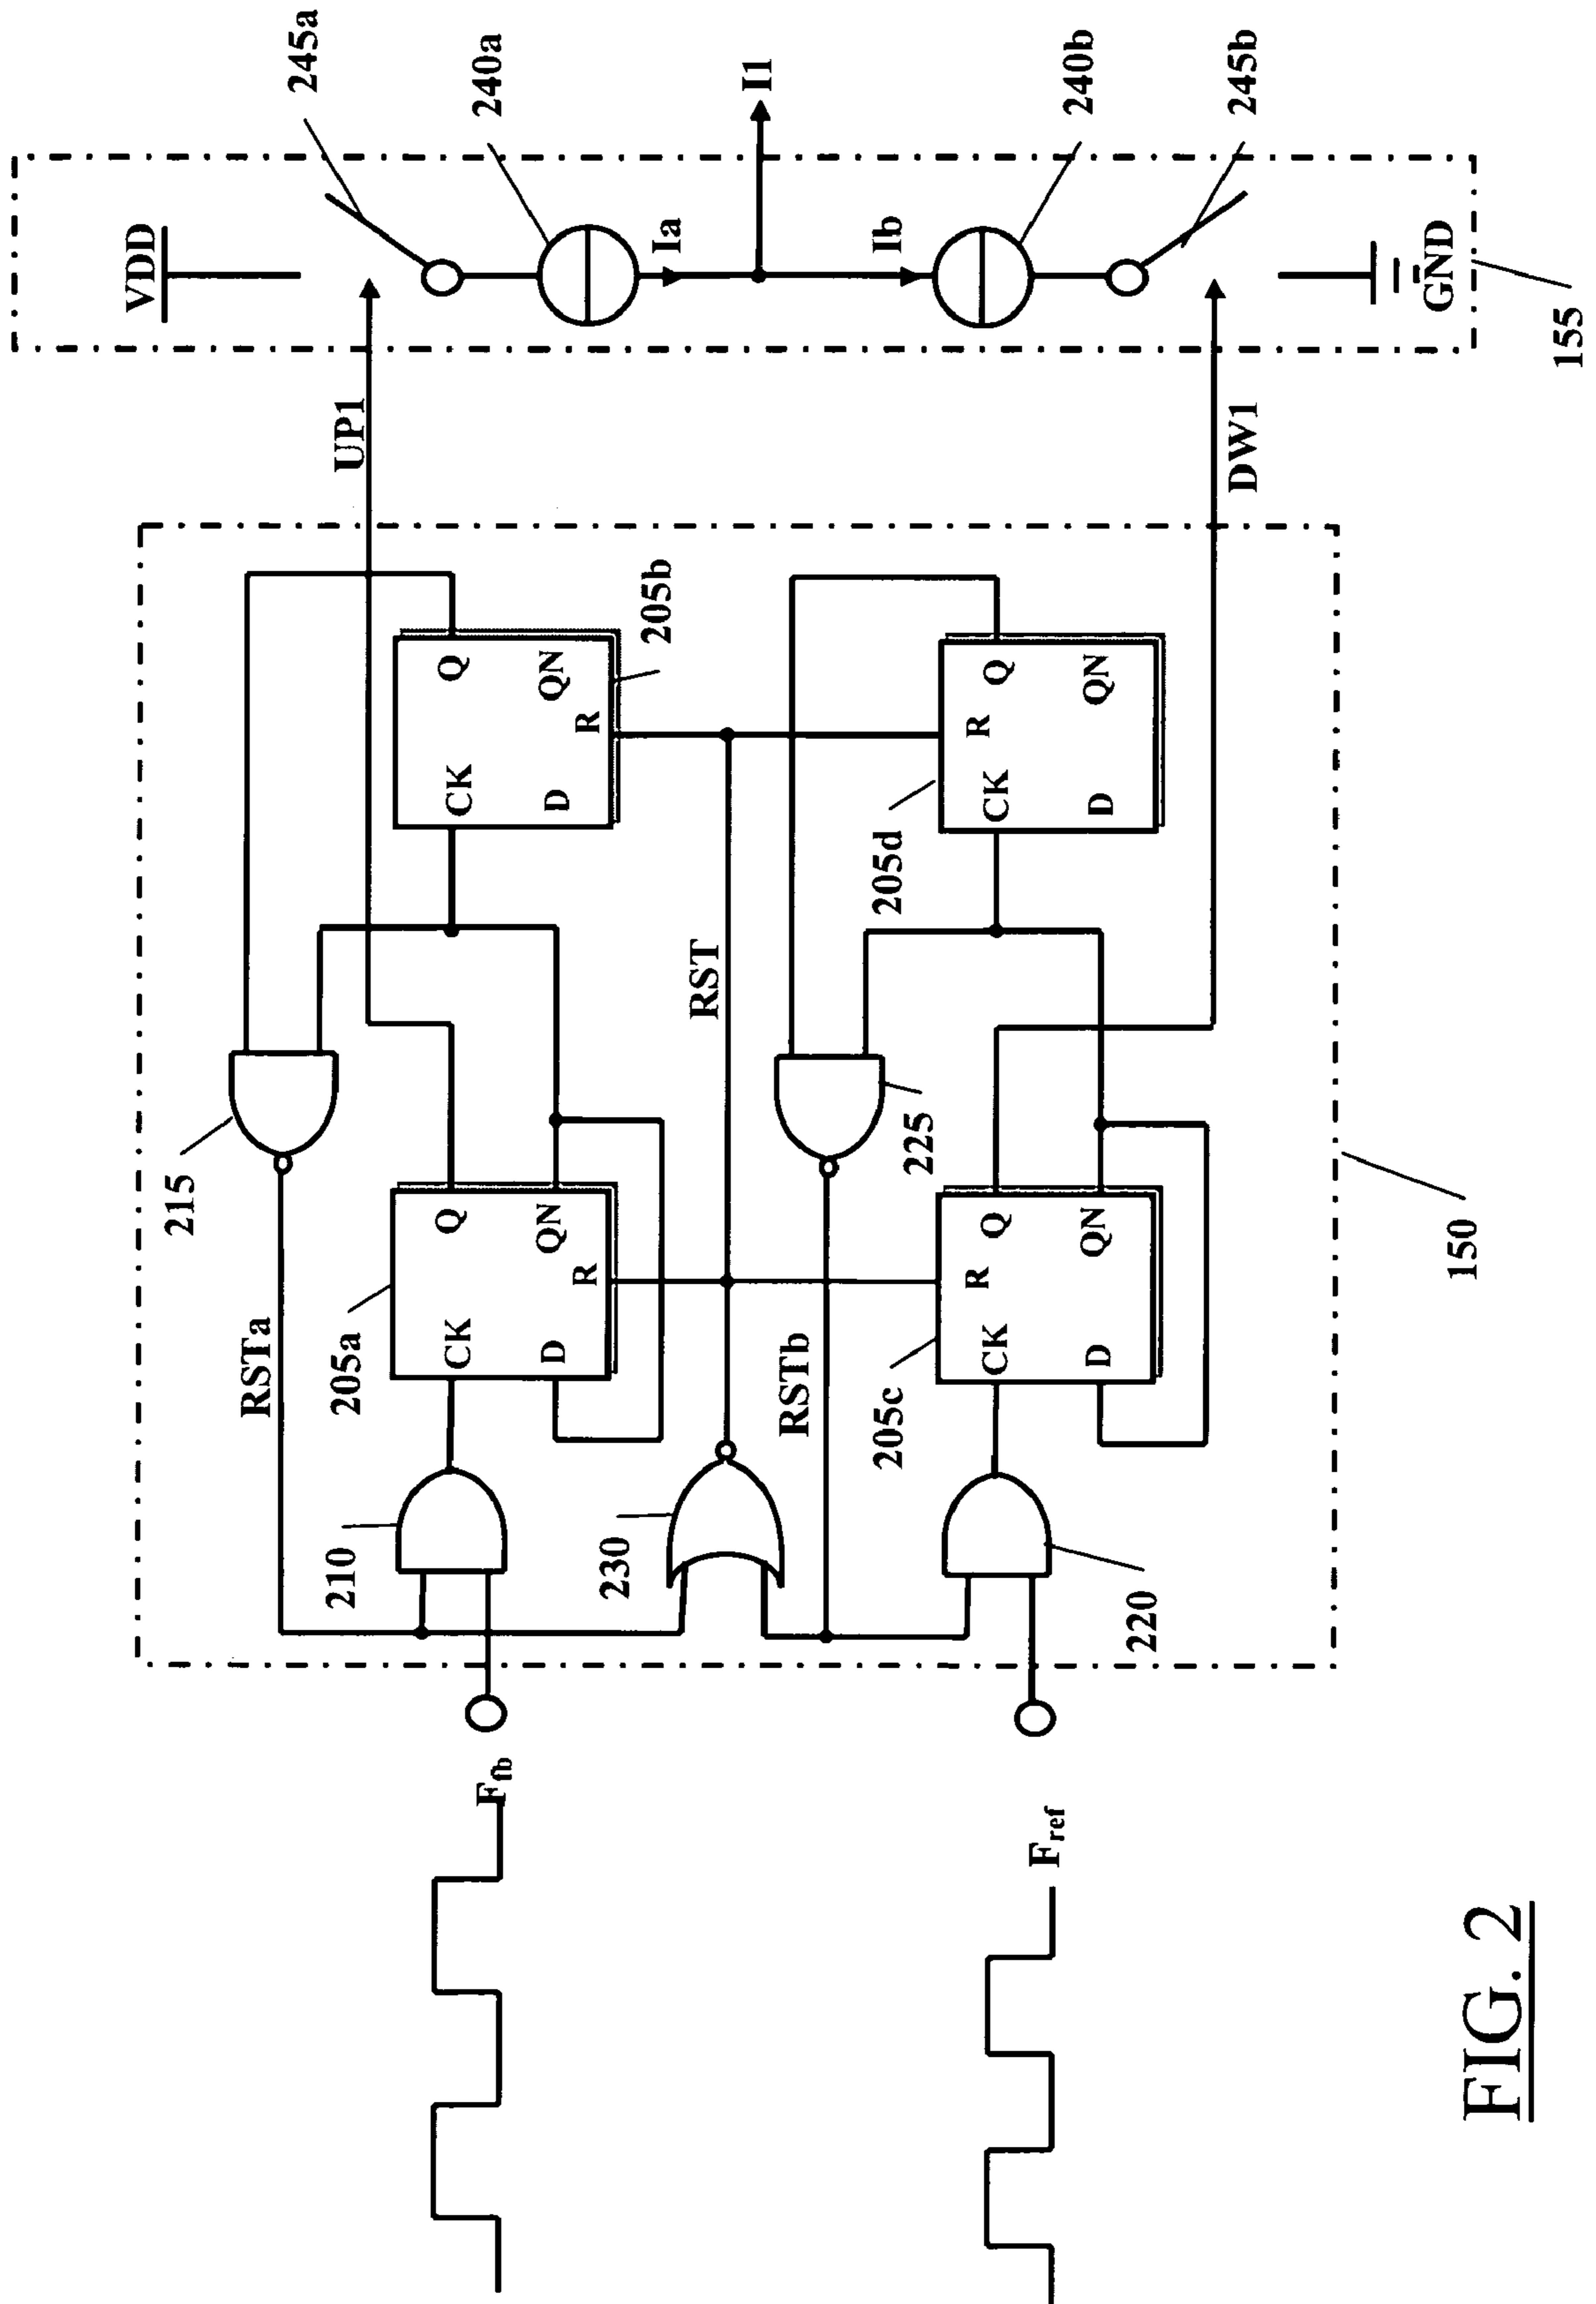 VDD
245a
240a
Ia
I1
Ib
240b
245b
GND
155
UP1
DW1
205b
Q
QN
R
CK
D
205d
Q
QN
R
CK
D
215
RSTa
205a
Q
QN
R
CK
D
RST
225
RSTb
205c
Q
QN
R
CK
D
150
210
230
220
Ffb
Fref
FIG. 2